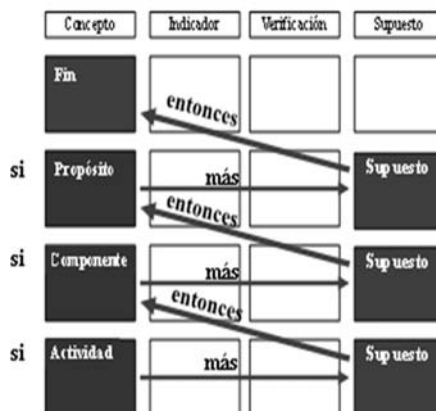 Concepto Indicador Verificación Supuesto
Fin
entonces
si Propósito más Supuesto
entonces
si Componente más Supuesto
entonces
si Actividad más Supuesto